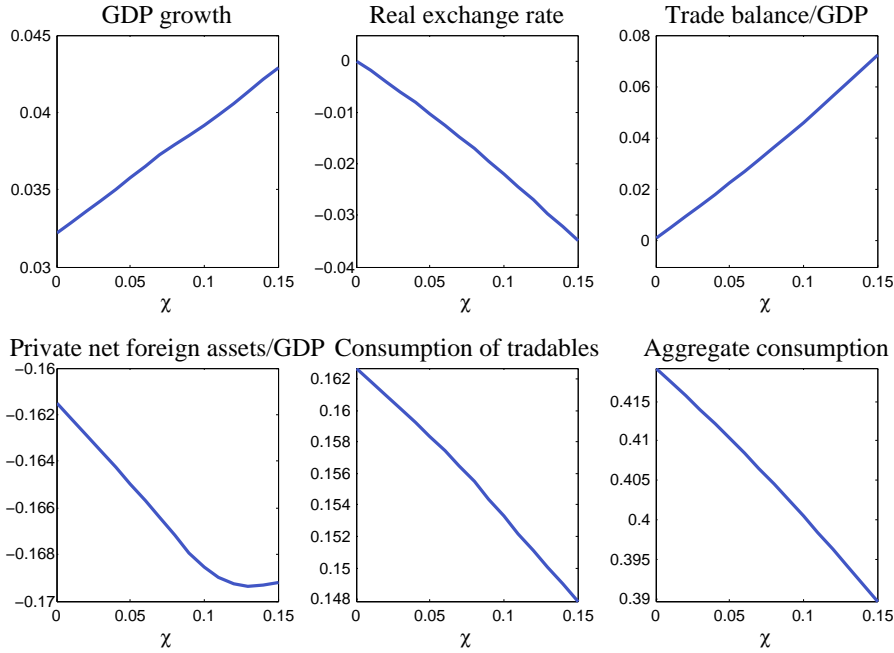 GDP growth Real exchange rate Trade balance/GDP
0.045 0 0.08
0.04 −0.01 0.06
0.035 −0.02 0.04
−0.03 0.02
0.03 −0.04 0
0 0.05 0.1 0.15 0 0.05 0.1 0.15 0 0.05 0.1 0.15
χ χ χ
Private net foreign assets/GDP Consumption of tradables Aggregate consumption
−0.16 0.162 0.415
−0.162 0.16 0.41
−0.164 0.158 0.405
−0.166 0.156 0.4
−0.168 0.154 0.395
−0.17 0.152 0.39
0.15
0.148
0 0.05 0.1 0.15 0 0.05 0.1 0.15 0 0.05 0.1 0.15
χ χ χ